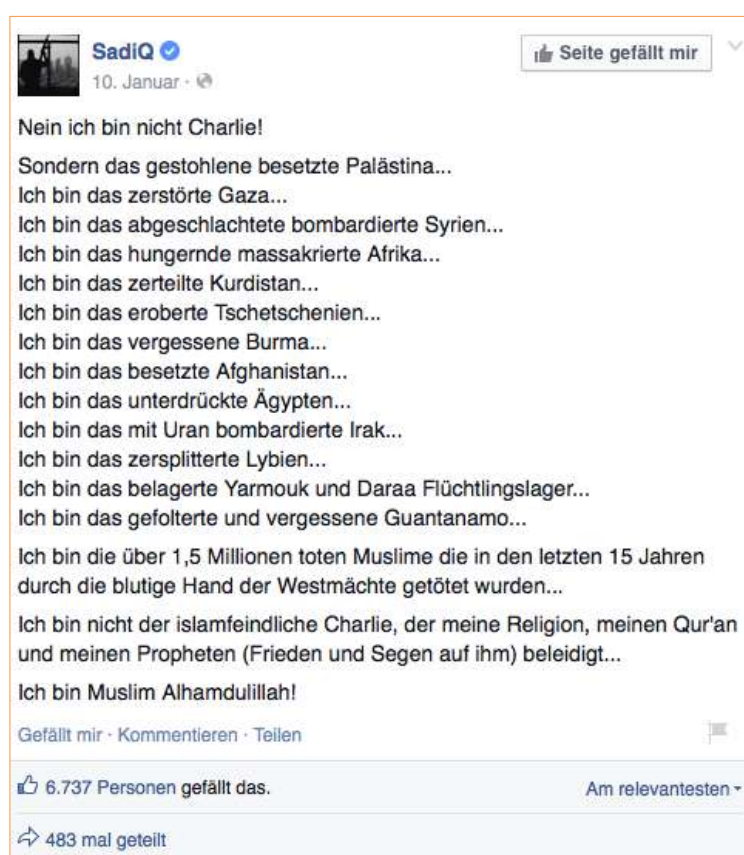 SadiQ
Seite gefällt mir
10. Januar ·
Nein ich bin nicht Charlie!
Sondern das gestohlene besetzte Palästina...
Ich bin das zerstörte Gaza...
Ich bin das abgeschlachtete bombardierte Syrien...
Ich bin das hungernde massakrierte Afrika...
Ich bin das zerteilte Kurdistan...
Ich bin das eroberte Tschetschenien...
Ich bin das vergessene Burma...
Ich bin das besetzte Afghanistan...
Ich bin das unterdrückte Ägypten...
Ich bin das mit Uran bombardierte Irak...
Ich bin das zersplitterte Lybien...
Ich bin das belagerte Yarmouk und Daraa Flüchtlingslager...
Ich bin das gefolterte und vergessene Guantanamo...
Ich bin die über 1,5 Millionen toten Muslime die in den letzten 15 Jahren
durch die blutige Hand der Westmächte getötet wurden...
Ich bin nicht der islamfeindliche Charlie, der meine Religion, meinen Qur'an
und meinen Propheten (Frieden und Segen auf ihm) beleidigt...
Ich bin Muslim Alhamdulillah!
Gefällt mir · Kommentieren · Teilen
6.737 Personen gefällt das.
Am relevantesten
483 mal geteilt